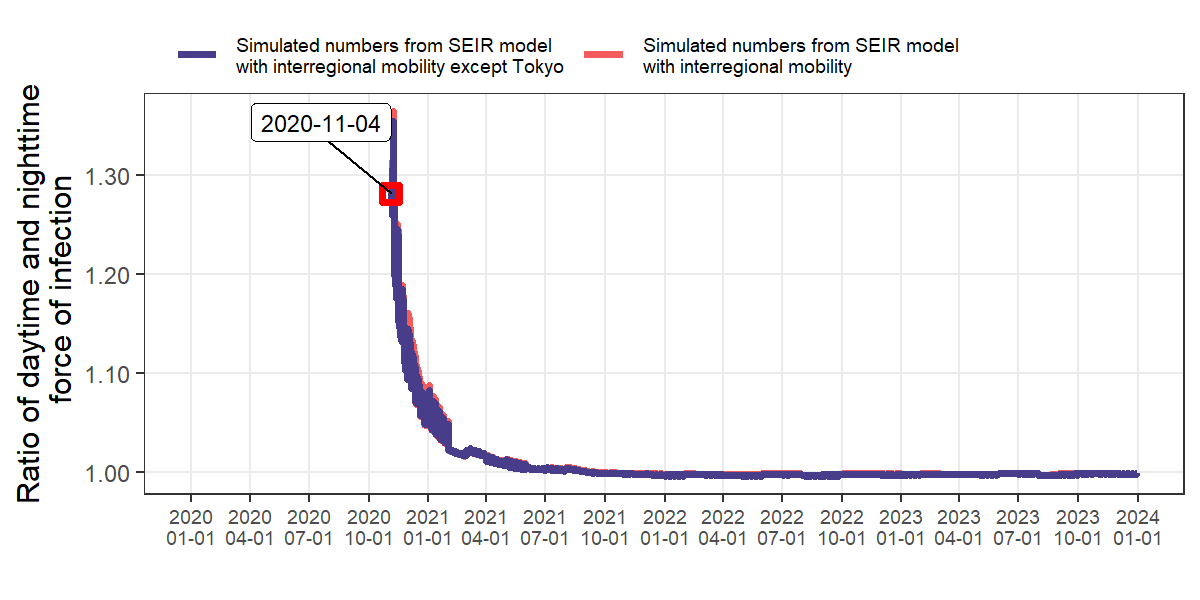 Simulated numbers from SEIR model
with interregional mobility except Tokyo
Simulated numbers from SEIR model
with interregional mobility
Ratio of daytime and nighttime
force of infection
1.30
1.20
1.10
1.00
2020-11-04
2020 2020 2020 2020 2021 2021 2021 2021 2022 2022 2022 2022 2023 2023 2023 2023 2024
01-01 04-01 07-01 10-01 01-01 04-01 07-01 10-01 01-01 04-01 07-01 10-01 01-01 04-01 07-01 10-01 01-01